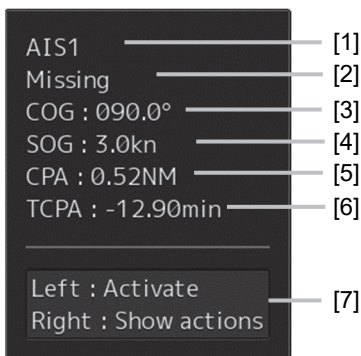 AIS1 [1]
Missing [2]
COG : 090.0° [3]
SOG : 3.0kn [4]
CPA : 0.52NM [5]
TCPA : -12.90min [6]
Left : Activate [7]
Right : Show actions